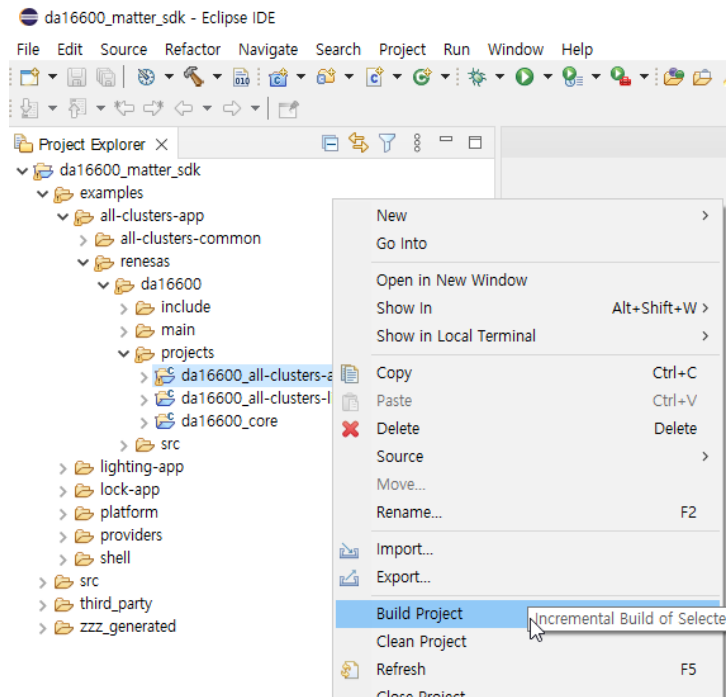 da16600_matter_sdk - Eclipse IDE
File Edit Source Refactor Navigate Search Project Run Window Help
Project Explorer
da16600_matter_sdk
examples
all-clusters-app
all-clusters-common
renesas
da16600
include
main
projects
da16600_all-clusters-a
da16600_all-clusters-l
da16600_core
src
lighting-app
lock-app
platform
providers
shell
src
third_party
zzz_generated
New
Go Into
Open in New Window
Show In Alt+Shift+W
Show in Local Terminal
Copy Ctrl+C
Paste Ctrl+V
Delete Delete
Source
Move...
Rename... F2
Import...
Export...
Build Project
Incremental Build of Selecte
Clean Project
Refresh F5
Close Project